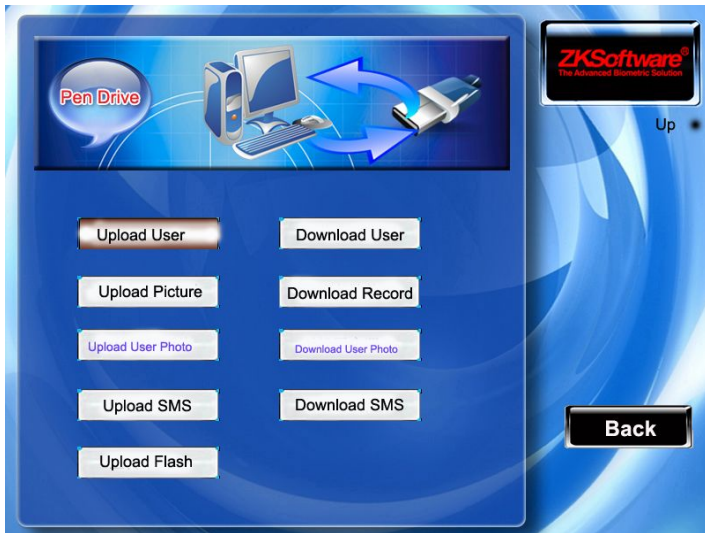 Pen Drive
ZKSoftware®
The Advanced Biometric Solution
Up
Upload User
Download User
Upload Picture
Download Record
Upload User Photo
Download User Photo
Upload SMS
Download SMS
Upload Flash
Back